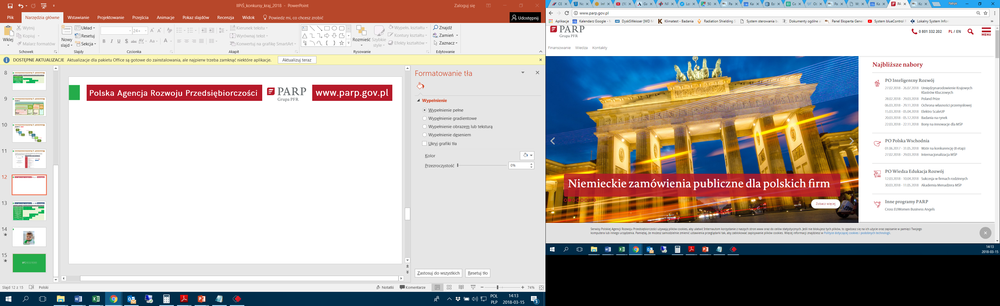 IIPiŚ_konkursy_kraj_2018 - PowerPoint
Zaloguj się
Plik
Narzędzia główne
Wstawianie
Projektowanie
Przejścia
Animacje
Pokaz slajdów
Recenzja
Widok
Powiedz mi, co chcesz zrobić
Udostępnij
Wklej
Wytnij
Kopiuj
Malarz formatów
Schowek
Nowy
slajd
Układ
Resetuj
Sekcja
Slajdy
24+
B I U S abc AV Aa A
Czcionka
Kierunek tekstu
Wyrównaj tekst
Konwertuj na grafikę SmartArt
Akapit
Rozmieść
Szybkie
style
Wypełn. kształtu
Kontury kształtu
Efekty kształtów
Rysowanie
Znajdź
Zamień
Zaznacz
Edytowanie
DOSTĘPNE AKTUALIZACJE Aktualizacje dla pakietu Office są gotowe do zainstalowania, ale najpierw trzeba zamknąć niektóre aplikacje.
Aktualizuj teraz
8
9
10
11
12
13
14
15
Polska Agencja Rozwoju Przedsiębiorczości
PARP
Grupa PFR
www.parp.gov.pl
Formatowanie tła
Wypełnienie
Wypełnienie pełne
Wypełnienie gradientowe
Wypełnienie obrazem lub teksturą
Wypełnienie deseniem
Ukryj grafiki tła
Kolor
Przezroczystość
0%
Zastosuj do wszystkich
Resetuj tło
Slajd 12 z 15
Polski
Notatki
Komentarze
74%
POL
PLP
14:13
2018-03-15
3
CE
No
Inf
(10
Ga
NF
Lo
50
Pa
Ka
Es
Ce
Oś
Pa
Wy
Ka
PA
Ko
Patryk
www.parp.gov.pl
Aplikacje
Kalendarz Google - M
DyskSWeisser [WD M
Klimatest - Badania
Radiation Shielding S
System sterowania bu
Dokumenty ogólne a
Panel Eksperta Gener
System blueControl R
Lokalny System Infor
PARP
Grupa PFR
0 801 332 202
PL / EN
MENU
Finansowanie
Wiedza
Kontakty
Niemieckie zamówienia publiczne dla polskich firm
Zobacz więcej
Najbliższe nabory
PO Inteligentny Rozwój
27.02.2018 - 26.07.2018 Umiędzynarodowienie Krajowych
Klastrów Kluczowych
28.02.2018 - 29.03.2018 Poland Prize
06.03.2018 - 29.11.2018 Ochrona własności przemysłowej
15.03.2018 - 05.04.2018 Elektro ScaleUP
20.03.2018 - 05.12.2018 Badania na rynek
22.03.2018 - 22.11.2018 Bony na innowacje dla MŚP
PO Polska Wschodnia
01.06.2017 - 31.05.2018 Wzór na konkurencję (II etap)
27.02.2018 - 29.03.2018 Internacjonalizacja MŚP
PO Wiedza Edukacja Rozwój
12.03.2018 - 10.04.2018 Sukcesja w firmach rodzinnych
30.03.2018 - 11.05.2018 Akademia Menadżera MŚP
Inne programy PARP
Cross EUWomen Business Angels
Serwisy Polskiej Agencji Rozwoju Przedsiębiorczości używają plików cookies, aby ułatwić Internautom korzystanie z naszych stron www oraz do celów statystycznych. Jeśli nie blokujesz tych plików, to zgadzasz się na ich użycie oraz zapisanie w pamięci Twojego
komputera lub innego urządzenia. Pamiętaj, że możesz samodzielnie zmienić ustawienia przeglądarki tak, aby zablokować zapisywanie plików cookies. Więcej informacji znajdziesz w Polityce dotyczącej cookies i podobnych technologii.
14:13
2018-03-15